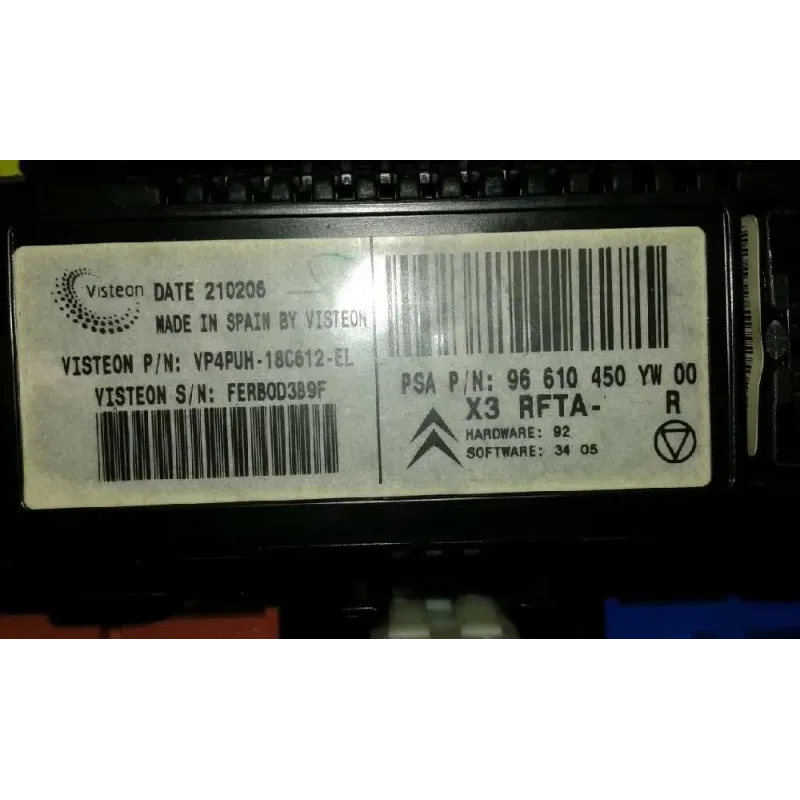 Visteon
DATE 210206
MADE IN SPAIN BY VISTEON
VISTEON P/N: VP4PUH-18C612-EL
VISTEON S/N: FERB0D3B9F
PSA P/N: 96 610 450 YW 00
X3 RFTA- R
HARDWARE: 92
SOFTWARE: 34 05